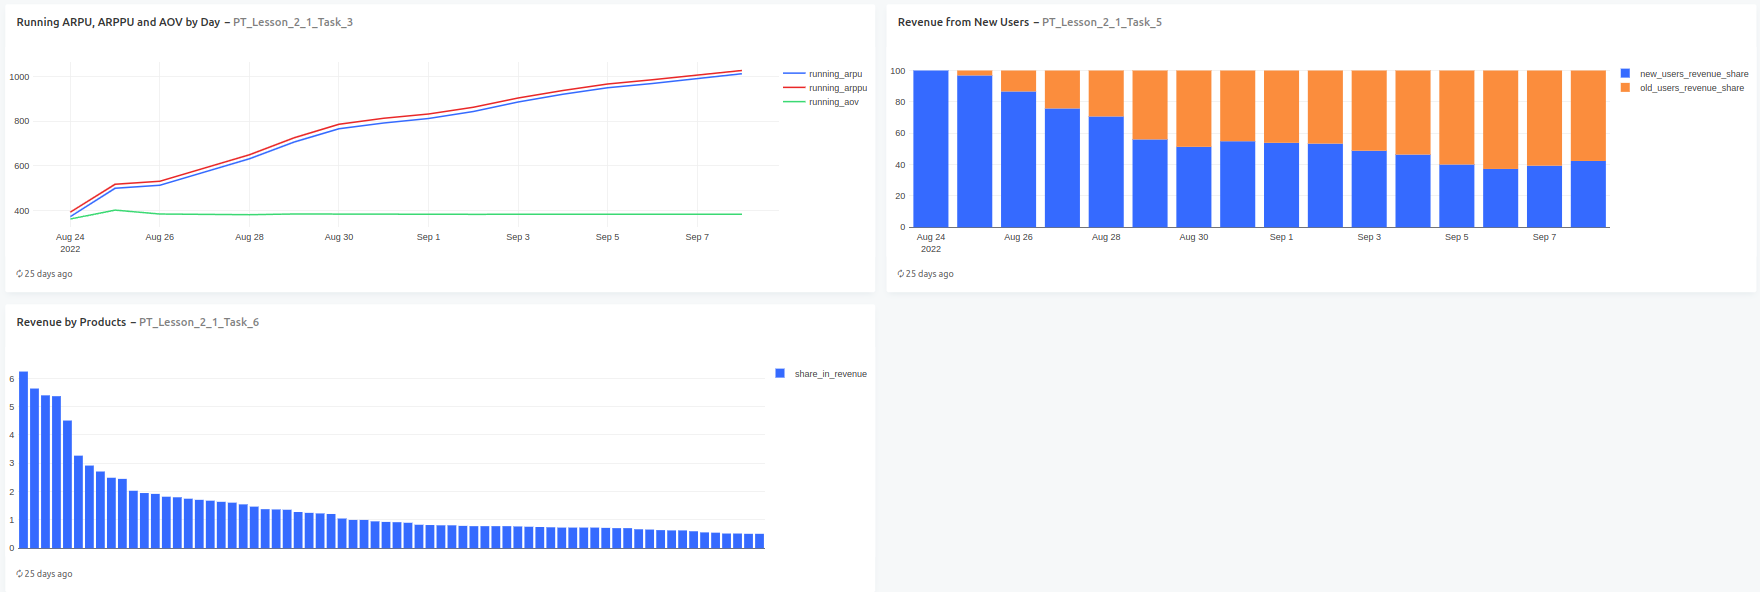 Running ARPU, ARPPU and AOV by Day – PT_Lesson_2_1_Task_3
1000
800
600
400
Aug 24
2022
Aug 26
Aug 28
Aug 30
Sep 1
Sep 3
Sep 5
Sep 7
running_arpu
running_arppu
running_aov
25 days ago
Revenue from New Users – PT_Lesson_2_1_Task_5
100
80
60
40
20
0
Aug 24
2022
Aug 26
Aug 28
Aug 30
Sep 1
Sep 3
Sep 5
Sep 7
new_users_revenue_share
old_users_revenue_share
25 days ago
Revenue by Products – PT_Lesson_2_1_Task_6
6
5
4
3
2
1
0
share_in_revenue
25 days ago